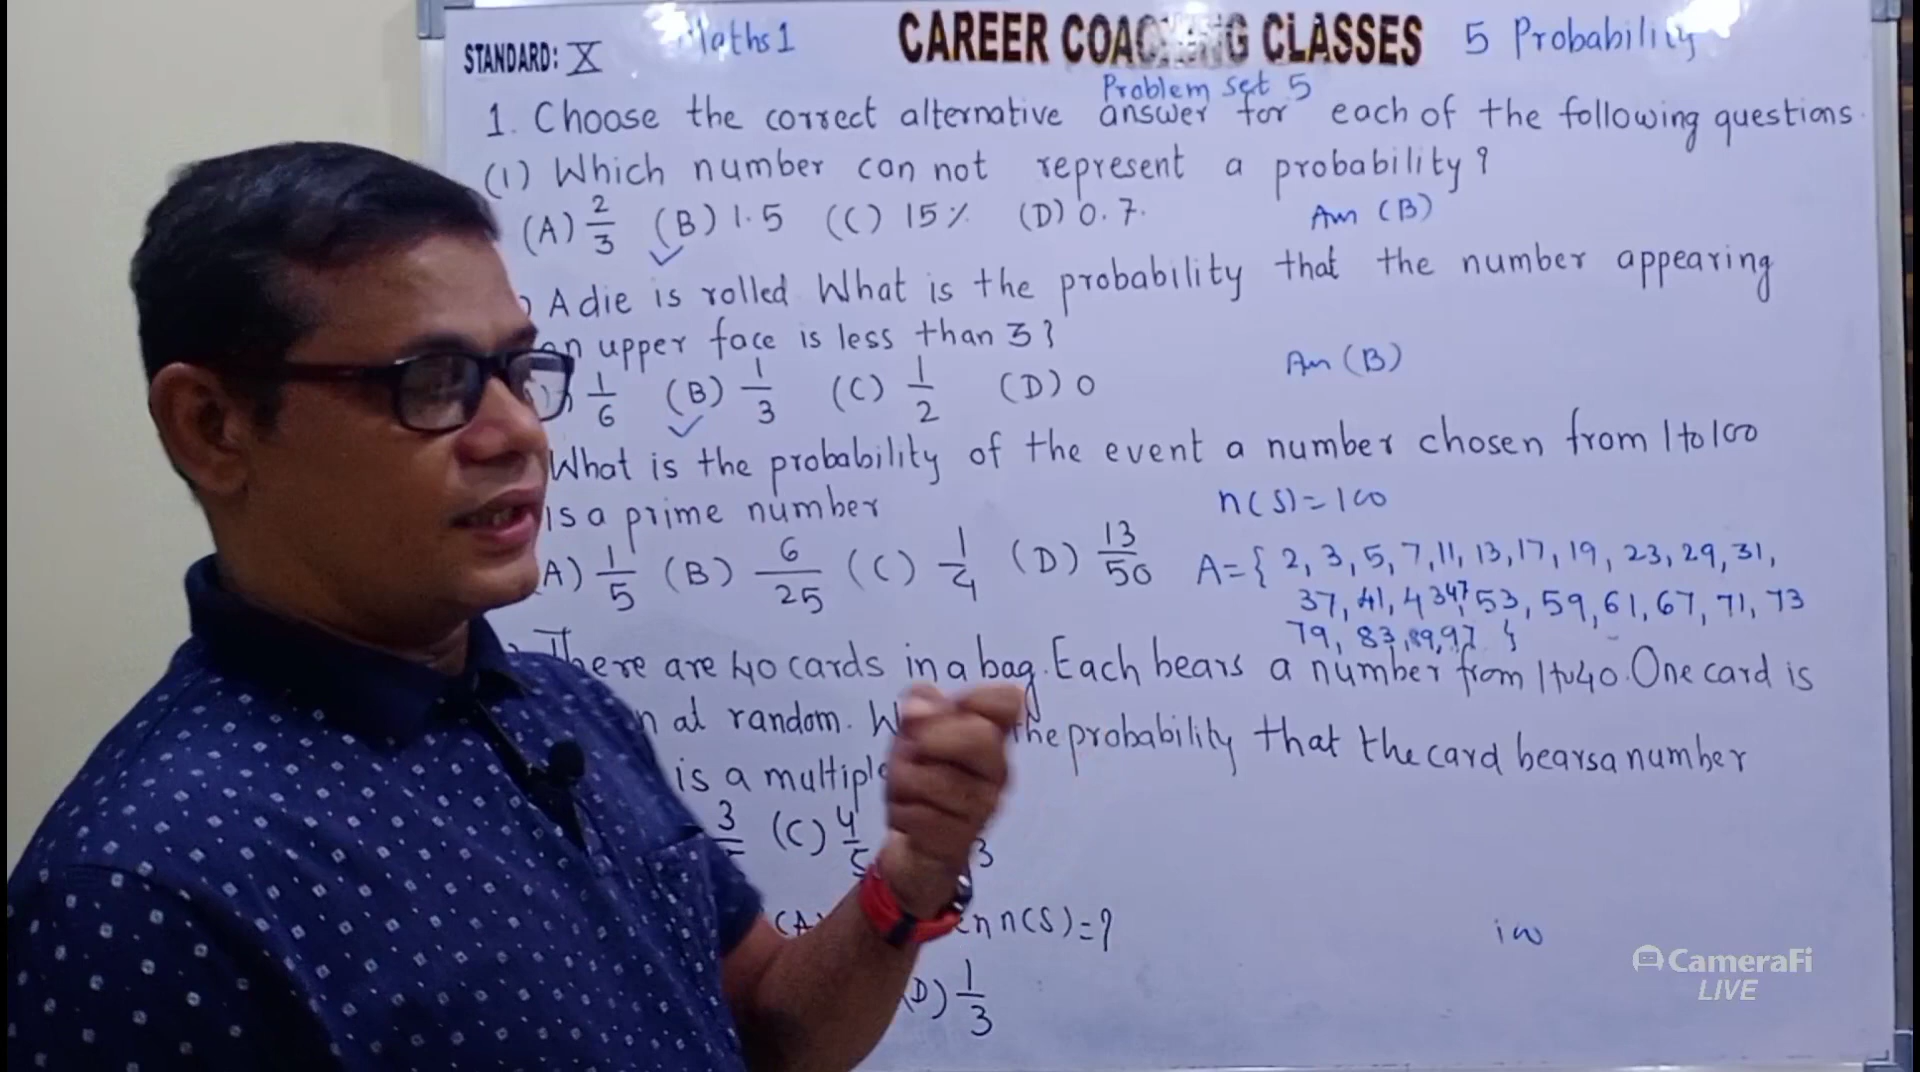 STANDARD: X Maths 1 CAREER COACHING CLASSES 5 Probability
Problem set 5
1. Choose the correct alternative answer for each of the following questions.
(1) Which number can not represent a probability?
(A) 2/3 (B) 1.5 (C) 15% (D) 0.7. Ans (B)
) A die is rolled What is the probability that the number appearing
on upper face is less than 3?
1/6 (B) 1/3 (C) 1/2 (D) 0 Ans (B)
What is the probability of the event a number chosen from 1 to 100
is a prime number n(S)=100
A) 1/5 (B) 6/25 (C) 1/4 (D) 13/50 A={ 2, 3, 5, 7, 11, 13, 17, 19, 23, 29, 31,
37, 41, 43, 47, 53, 59, 61, 67, 71, 73
79, 83, 89, 97 }
There are 40 cards in a bag. Each bears a number from 1 to 40. One card is
n at random. the probability that the card bears a number
is a multiple
3 (C) 4/5 3
(A) n(S)=?
(D) 1/3
CameraFi
LIVE